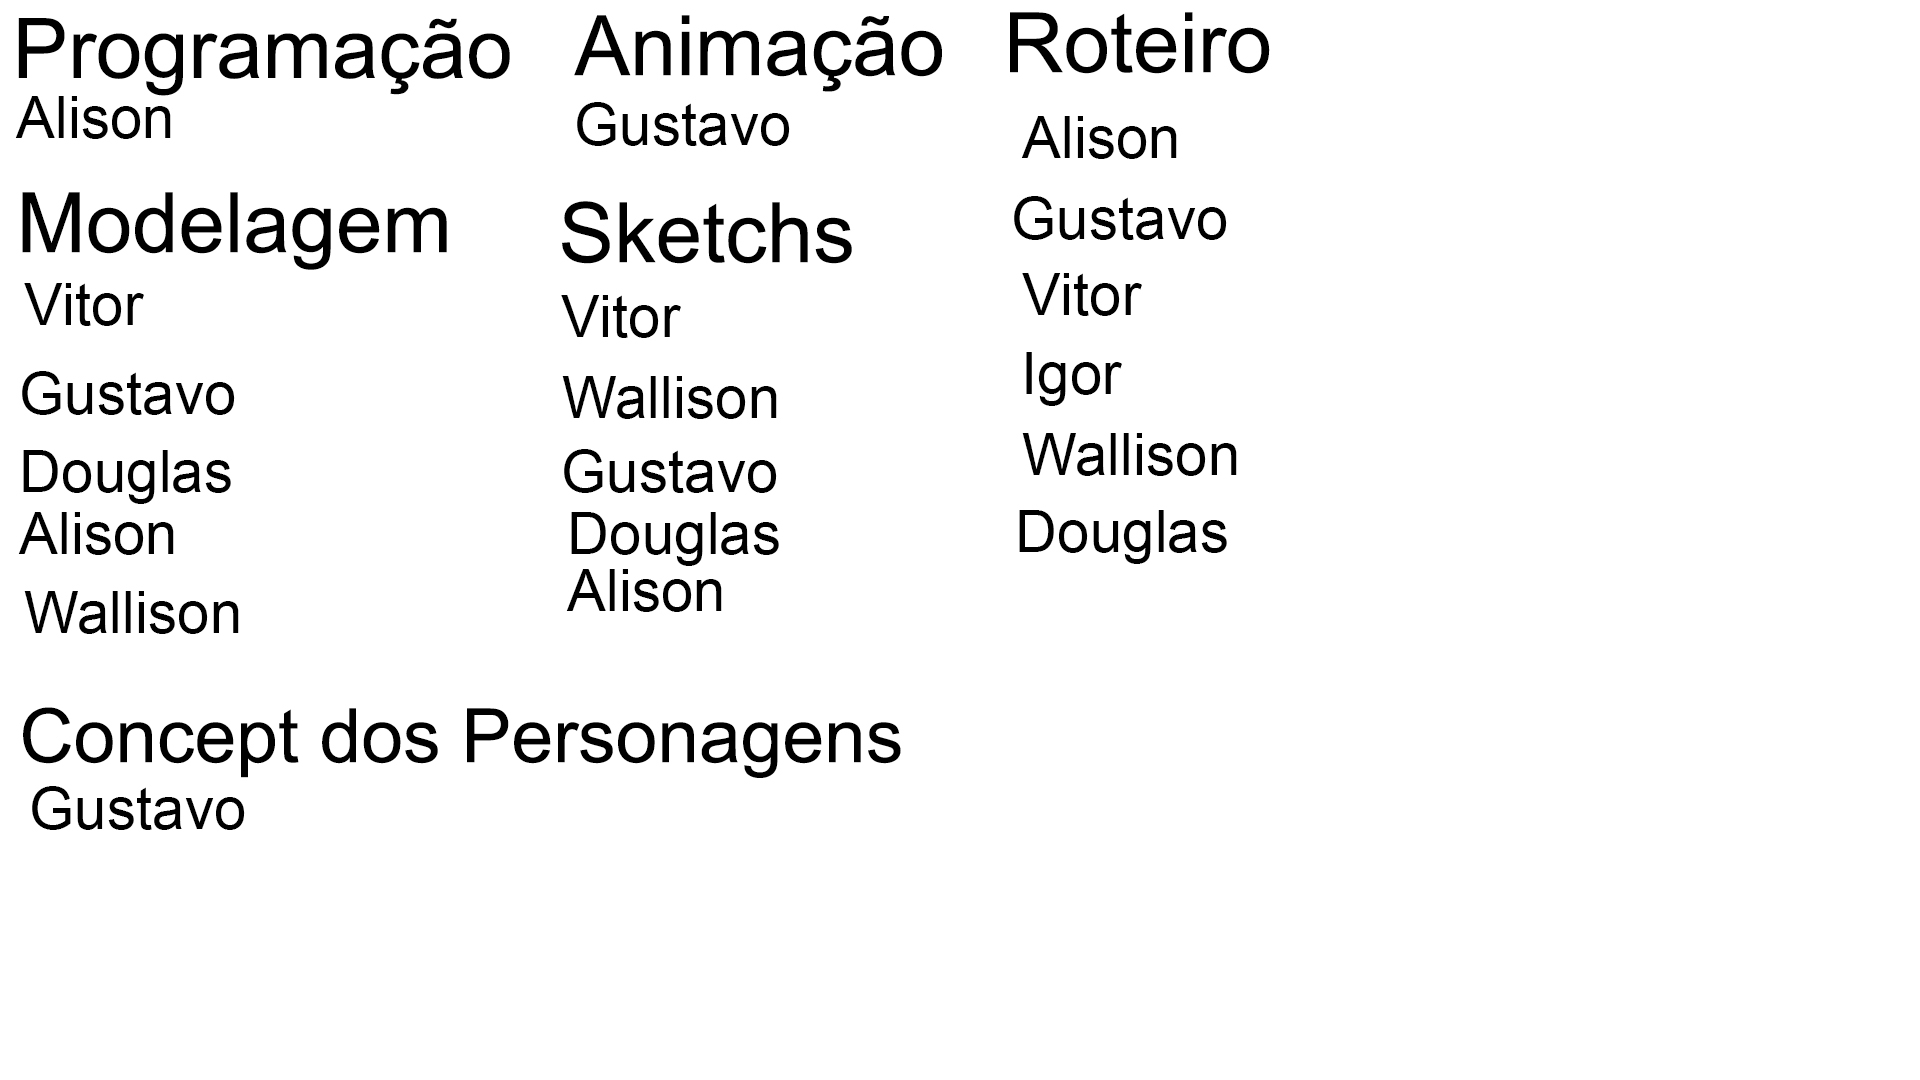 Programação
Alison
Modelagem
Vitor
Gustavo
Douglas
Alison
Wallison
Animação
Gustavo
Sketchs
Vitor
Wallison
Gustavo
Douglas
Alison
Roteiro
Alison
Gustavo
Vitor
Igor
Wallison
Douglas
Concept dos Personagens
Gustavo